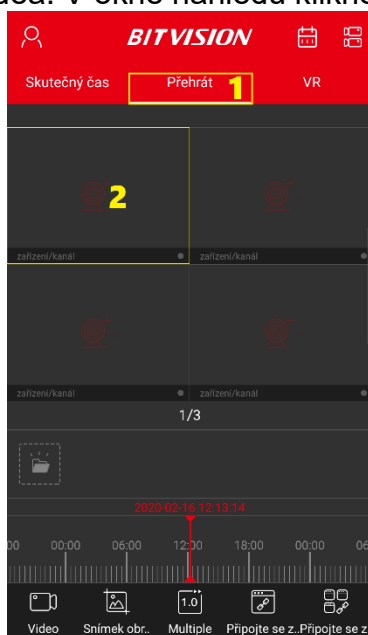 BITVISION
Skutečný čas Přehrát 1 VR
2
zařízení/kanál zařízení/kanál
zařízení/kanál zařízení/kanál
1/3
2020-02-16 12:13:14
00 00:00 06:00 12:00 18:00 00:00 06
1.0
Video Snímek obr.. Multiple Připojte se z..Připojte se z